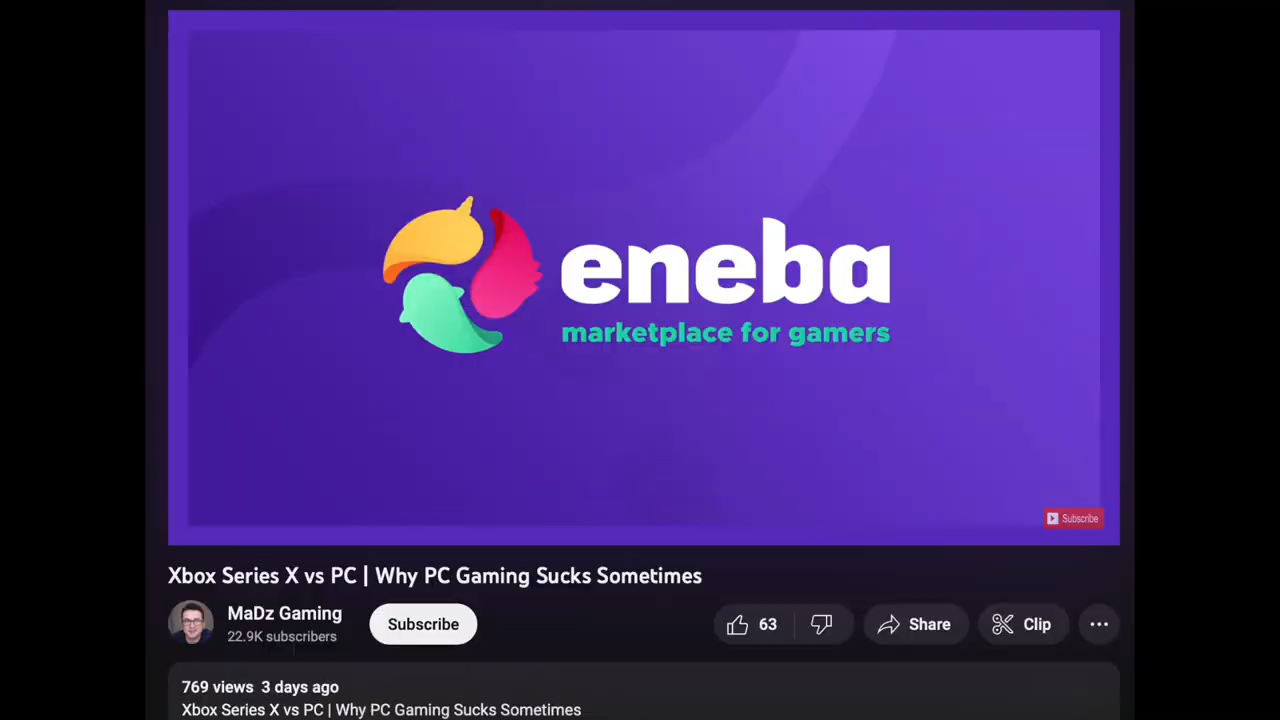 eneba
marketplace for gamers
Subscribe
Xbox Series X vs PC | Why PC Gaming Sucks Sometimes
MaDz Gaming
22.9K subscribers
Subscribe
63
Share
Clip
769 views 3 days ago
Xbox Series X vs PC | Why PC Gaming Sucks Sometimes